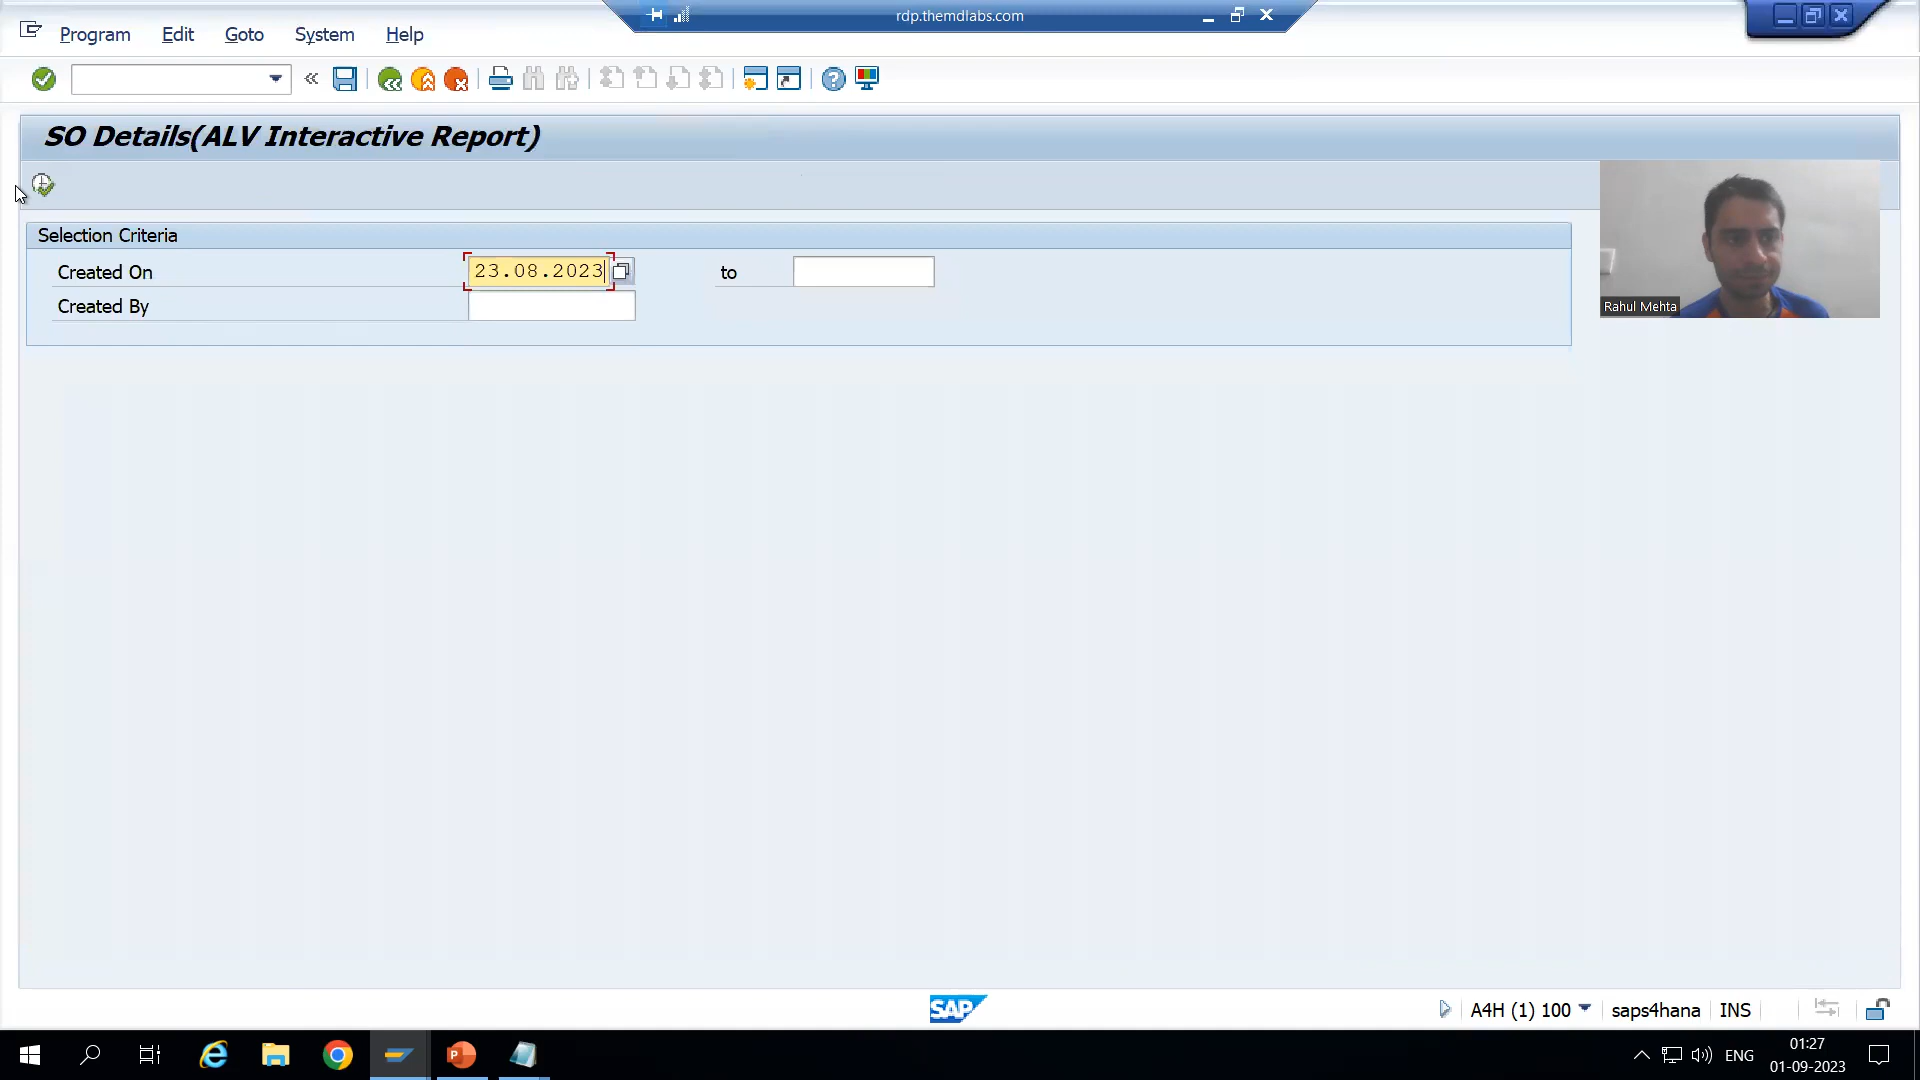 rdp.themdlabs.com
Program Edit Goto System Help
SO Details(ALV Interactive Report)
Selection Criteria
Created On 23.08.2023 to
Created By
Rahul Mehta
SAP A4H (1) 100 saps4hana INS
ENG 01:27
01-09-2023